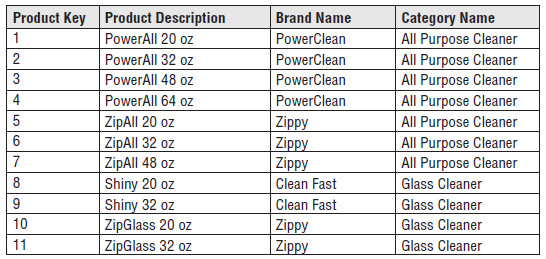 Product Key Product Description Brand Name Category Name
1 PowerAll 20 oz PowerClean All Purpose Cleaner
2 PowerAll 32 oz PowerClean All Purpose Cleaner
3 PowerAll 48 oz PowerClean All Purpose Cleaner
4 PowerAll 64 oz PowerClean All Purpose Cleaner
5 ZipAll 20 oz Zippy All Purpose Cleaner
6 ZipAll 32 oz Zippy All Purpose Cleaner
7 ZipAll 48 oz Zippy All Purpose Cleaner
8 Shiny 20 oz Clean Fast Glass Cleaner
9 Shiny 32 oz Clean Fast Glass Cleaner
10 ZipGlass 20 oz Zippy Glass Cleaner
11 ZipGlass 32 oz Zippy Glass Cleaner